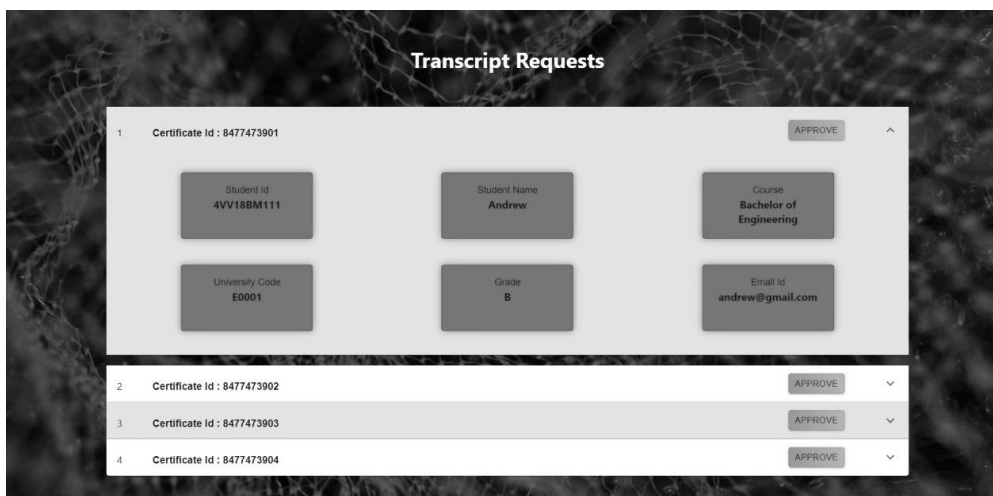 Transcript Requests
1 Certificate Id : 8477473901 APPROVE
Student Id Student Name Course
4VV18BM111 Andrew Bachelor of
Engineering
University Code Grade Email Id
E0001 B andrew@gmail.com
2 Certificate Id : 8477473902 APPROVE
3 Certificate Id : 8477473903 APPROVE
4 Certificate Id : 8477473904 APPROVE